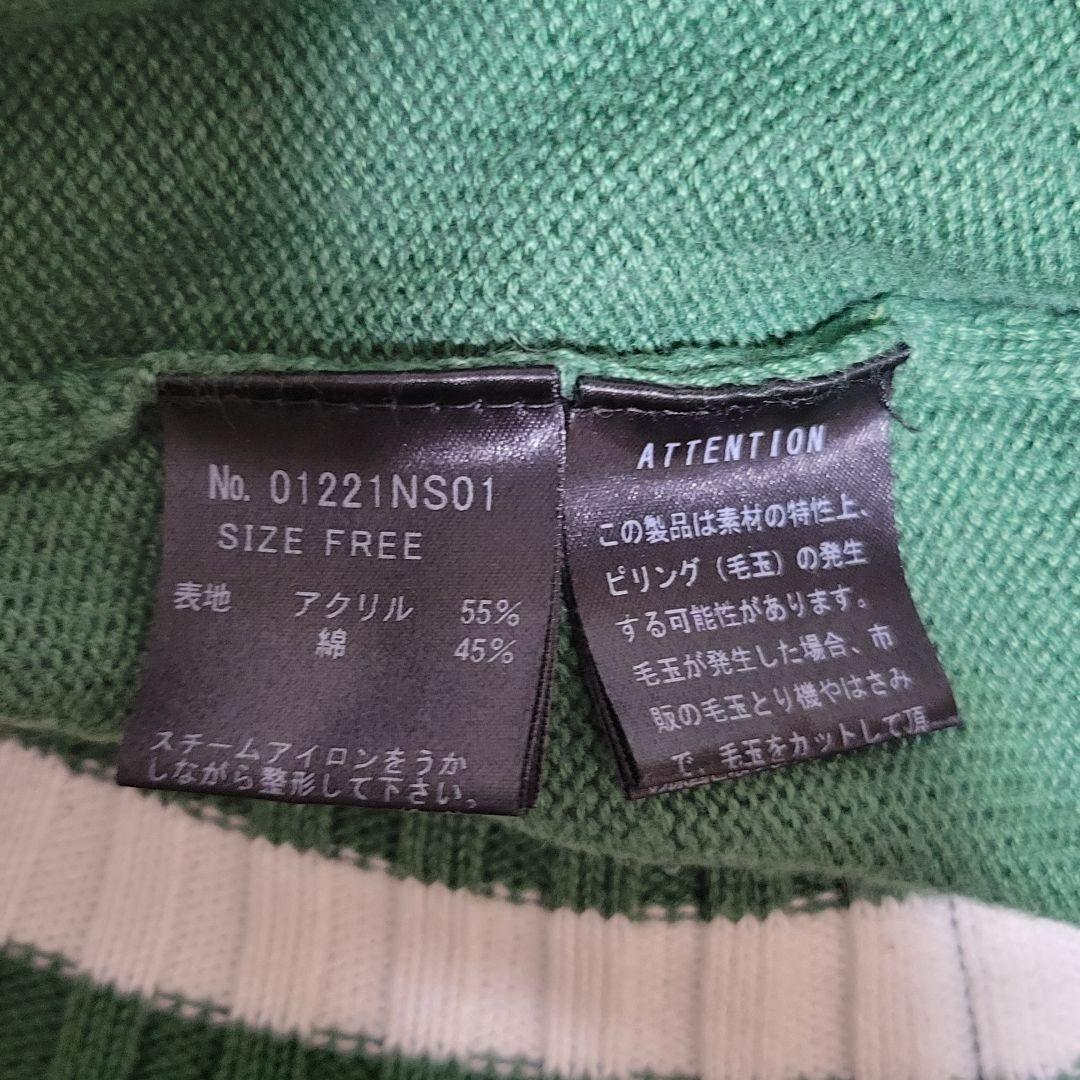 No. 01221NS01
SIZE FREE
表地 アクリル 55%
綿 45%
スチームアイロンをうか
しながら整形して下さい。
ATTENTION
この製品は素材の特性上、
ピリング(毛玉)の発生
する可能性があります。
毛玉が発生した場合、市
販の毛玉とり機やはさみ
で、毛玉をカットして頂